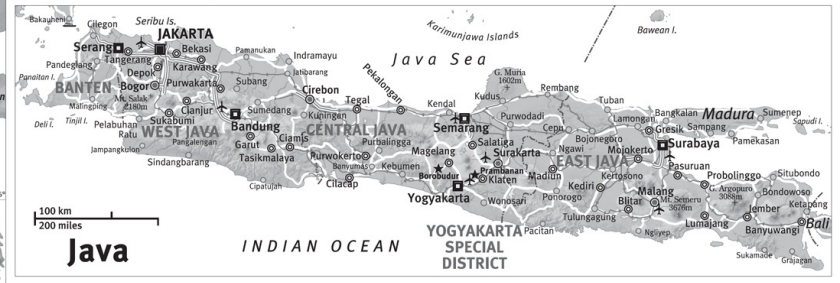 Bakauheni
Cilegon
Seribu Is.
JAKARTA
Serang
Tangerang
Bekasi
Karawang
Pamanukan
Indramayu
Jatibarang
Pandeglang
Depok
Panaitan I.
BANTEN
Bogor
Purwakarta
Subang
Cirebon
Mt. Salak
2180m
Malingping
Cianjur
Sumedang
Kuningan
Deli I.
Tinjil I.
Pelabuhan
Ratu
Sukabumi
WEST JAVA
Bandung
Jampangkulon
Pangalengan
Garut
Ciamis
Tasikmalaya
Sindangbarang
Cipatujah
Karimunjawa Islands
Bawean I.
Java Sea
Pekalongan
Tegal
CENTRAL JAVA
Purwokerto
Purbalingga
Banyumas
Cilacap
Kebumen
G. Muria
1602m
Kudus
Kendal
Semarang
Rembang
Purwodadi
Cepu
Salatiga
Magelang
Surakarta
Borobudur
Prambanan
Klaten
Yogyakarta
Wonosari
YOGYAKARTA
SPECIAL
DISTRICT
Pacitan
Tuban
Lamongan
Bangkalan
Madura
Sumenep
Sapudi I.
Gresik
Sampang
Pamekasan
Bojonegoro
Ngawi
EAST JAVA
Mojokerto
Surabaya
Madiun
Kertosono
Pasuruan
Ponorogo
Kediri
Malang
Probolinggo
Situbondo
G. Argopuro
3088m
Bondowoso
Blitar
Mt. Semeru
3676m
Tulungagung
Ngliyep
Lumajang
Jember
Ketapang
Bali
Banyuwangi
Sukamade
Grajagan
100 km
200 miles
Java
INDIAN OCEAN